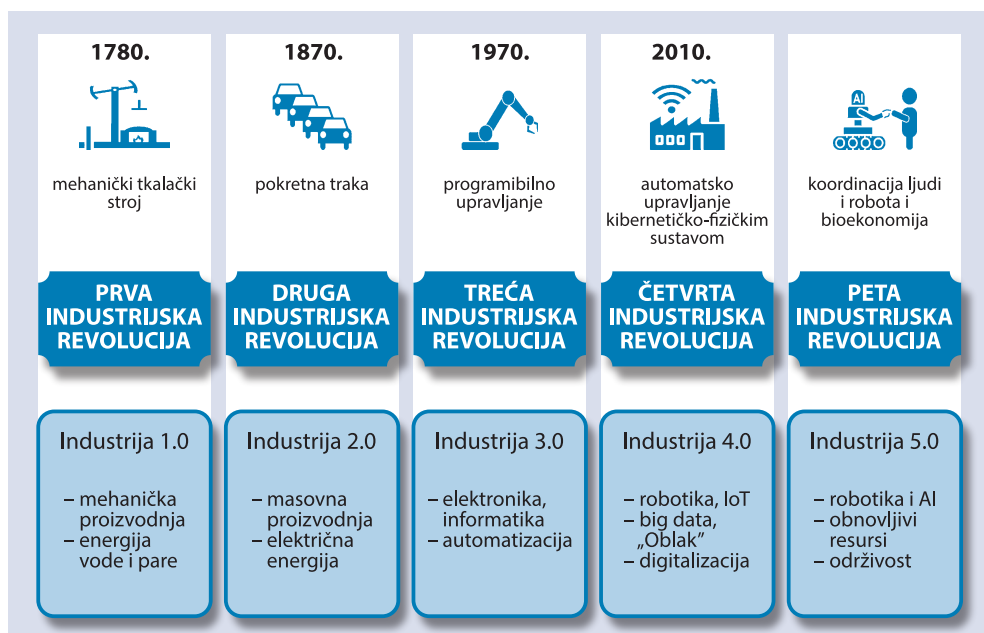 1780.
mehanički tkalački
stroj
PRVA
INDUSTRIJSKA
REVOLUCIJA
Industrija 1.0
– mehanička
proizvodnja
– energija
vode i pare
1870.
pokretna traka
DRUGA
INDUSTRIJSKA
REVOLUCIJA
Industrija 2.0
– masovna
proizvodnja
– električna
energija
1970.
programibilno
upravljanje
TREĆA
INDUSTRIJSKA
REVOLUCIJA
Industrija 3.0
– elektronika,
informatika
– automatizacija
2010.
automatsko
upravljanje
kibernetičko-fizičkim
sustavom
ČETVRTA
INDUSTRIJSKA
REVOLUCIJA
Industrija 4.0
– robotika, IoT
– big data,
„Oblak”
– digitalizacija
AI
koordinacija ljudi
i robota i
bioekonomija
PETA
INDUSTRIJSKA
REVOLUCIJA
Industrija 5.0
– robotika i AI
– obnovljivi
resursi
– održivost